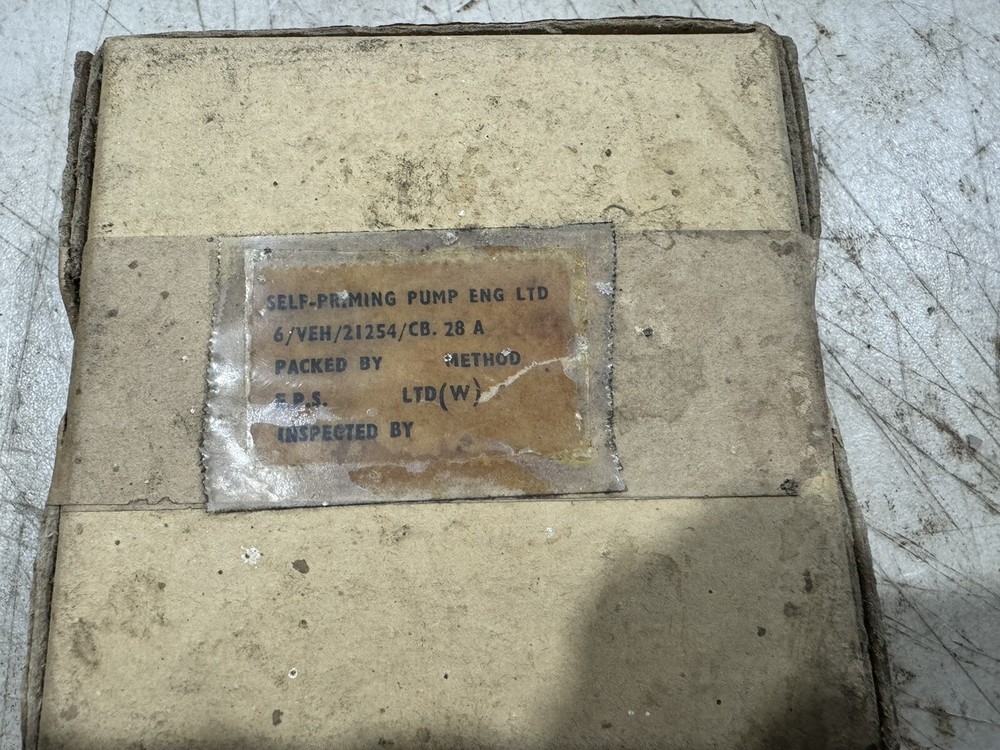 SELF-PRIMING PUMP ENG LTD
6/VEH/21254/CB. 28 A
PACKED BY METHOD
E.P.S. LTD(W)
INSPECTED BY